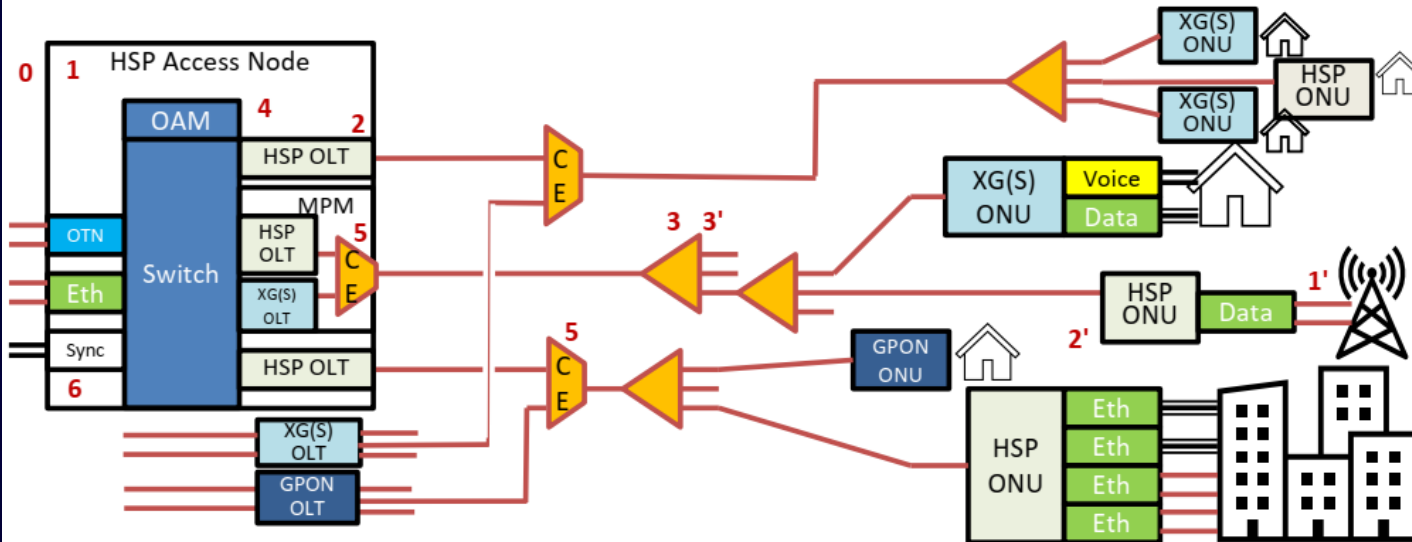 0
1
HSP Access Node
OAM
4
2
HSP OLT
MPM
OTN
HSP
OLT
5
C
E
Switch
Eth
XG(S)
OLT
Sync
6
HSP OLT
XG(S)
OLT
GPON
OLT
C
E
3
3'
5
C
E
XG(S)
ONU
HSP
ONU
XG(S)
ONU
XG(S)
ONU
Voice
Data
HSP
ONU
Data
1'
2'
GPON
ONU
HSP
ONU
Eth
Eth
Eth
Eth